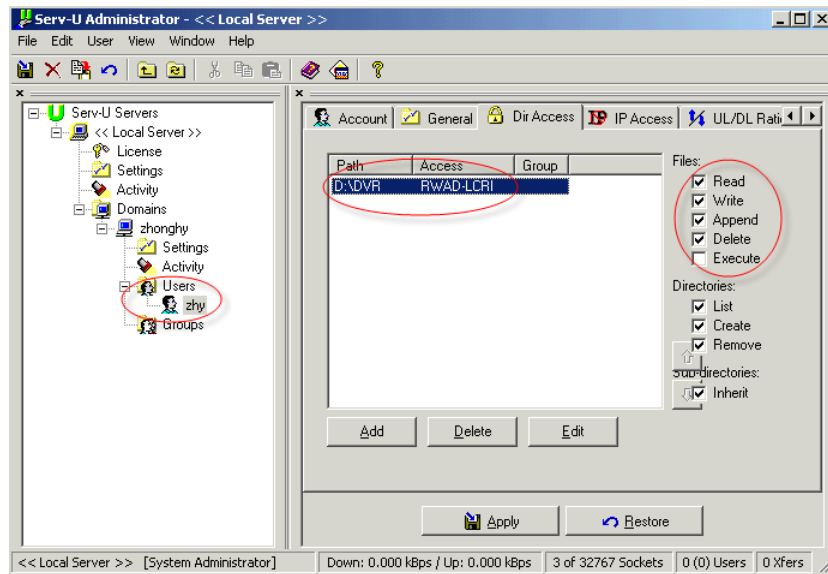 Serv-U Administrator - << Local Server >>
File Edit User View Window Help
Serv-U Servers
<< Local Server >>
License
Settings
Activity
Domains
zhonghy
Settings
Activity
Users
zhy
Groups
Account General Dir Access IP Access UL/DL Rati
Path Access Group
D:\DVR RWAD-LCRI
Files:
Read
Write
Append
Delete
Execute
Directories:
List
Create
Remove
Sub-directories:
Inherit
Add Delete Edit
Apply Restore
<< Local Server >> [System Administrator] Down: 0.000 kBps / Up: 0.000 kBps 3 of 32767 Sockets 0 (0) Users 0 Xfers